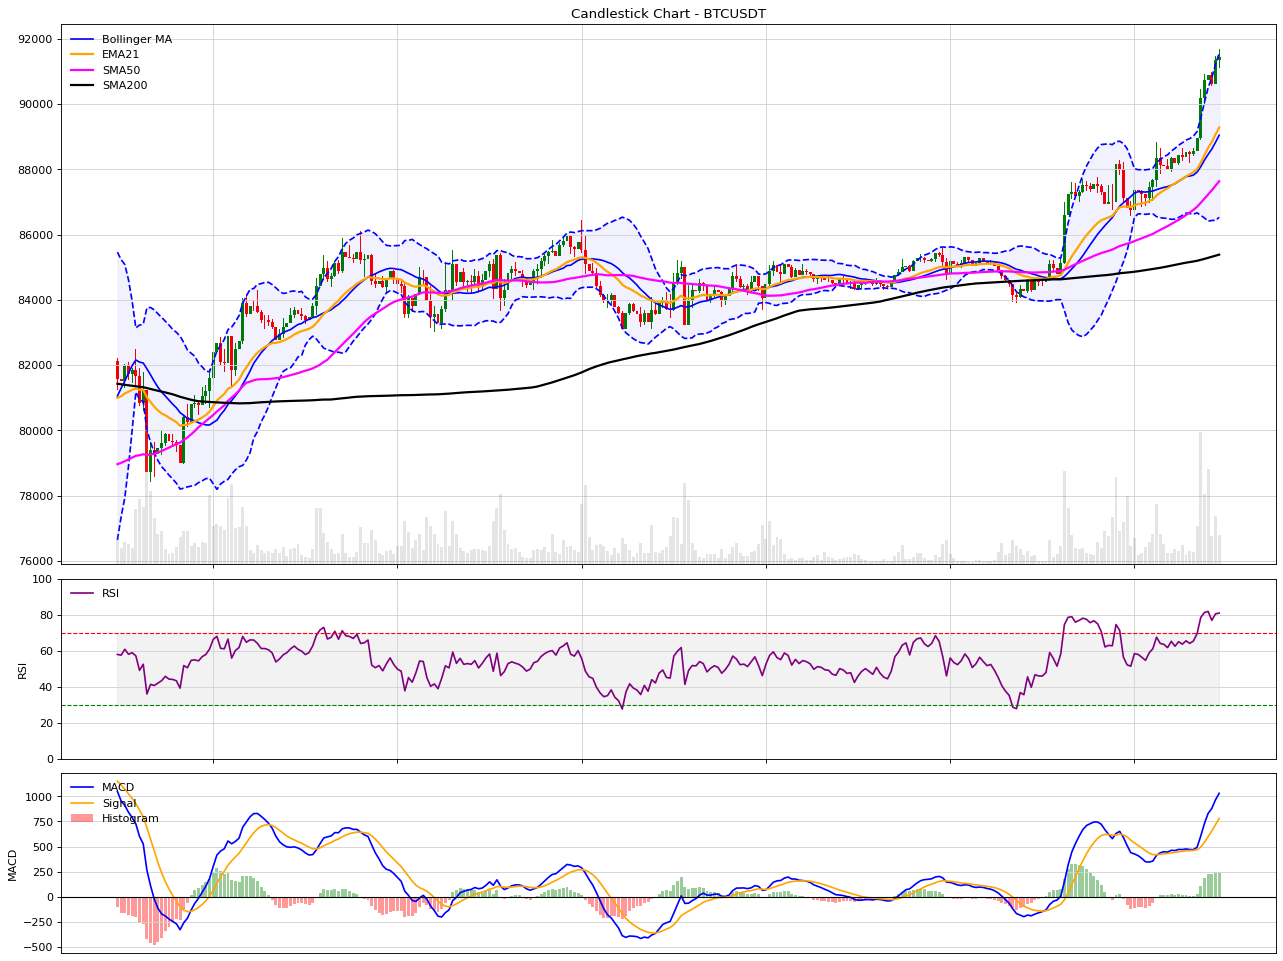 Candlestick Chart - BTCUSDT
92000
90000
88000
86000
84000
82000
80000
78000
76000
Bollinger MA
EMA21
SMA50
SMA200
100
80
60
40
20
0
RSI
RSI
1000
750
500
250
0
−250
−500
MACD
MACD
Signal
Histogram